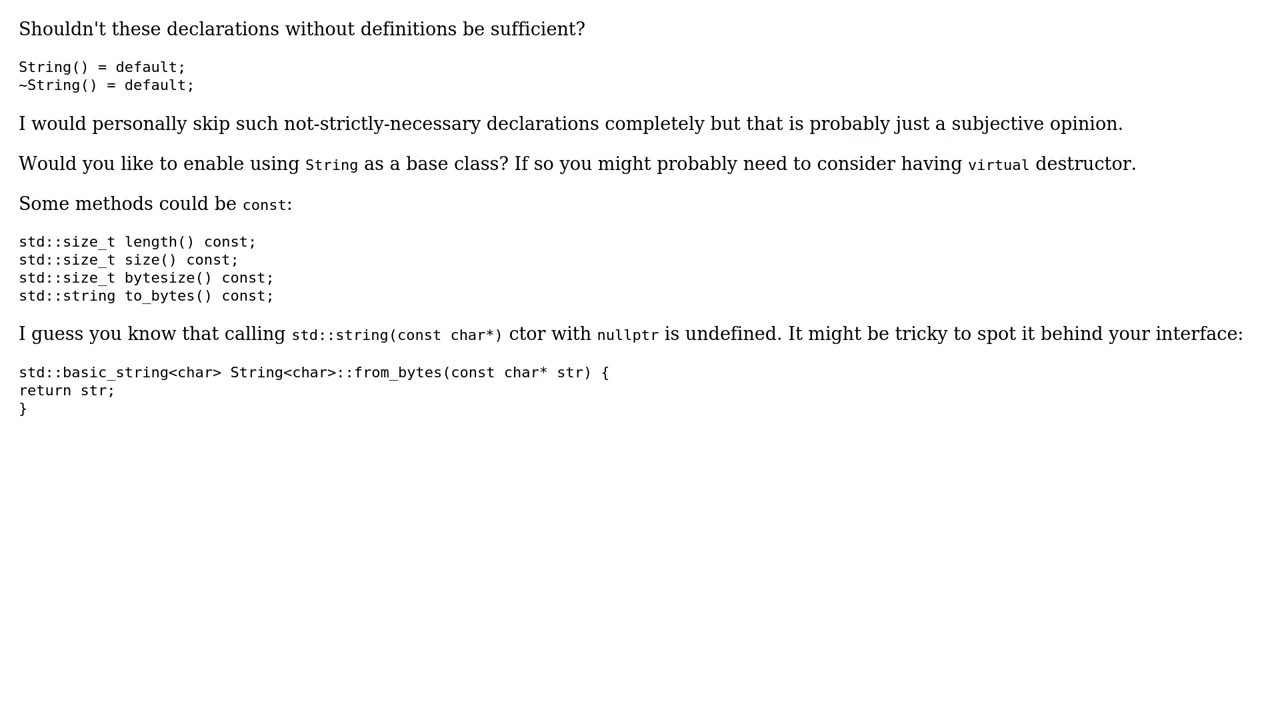 Shouldn't these declarations without definitions be sufficient?
String() = default;
~String() = default;
I would personally skip such not-strictly-necessary declarations completely but that is probably just a subjective opinion.
Would you like to enable using String as a base class? If so you might probably need to consider having virtual destructor.
Some methods could be const:
std::size_t length() const;
std::size_t size() const;
std::size_t bytesize() const;
std::string to_bytes() const;
I guess you know that calling std::string(const char*) ctor with nullptr is undefined. It might be tricky to spot it behind your interface:
std::basic_string<char> String<char>::from_bytes(const char* str) {
return str;
}